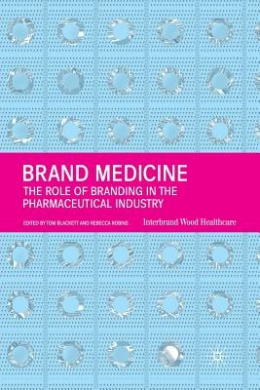 BRAND MEDICINE
THE ROLE OF BRANDING IN THE
PHARMACEUTICAL INDUSTRY
EDITED BY TOM BLACKETT AND REBECCA ROBINS
Interbrand Wood Healthcare